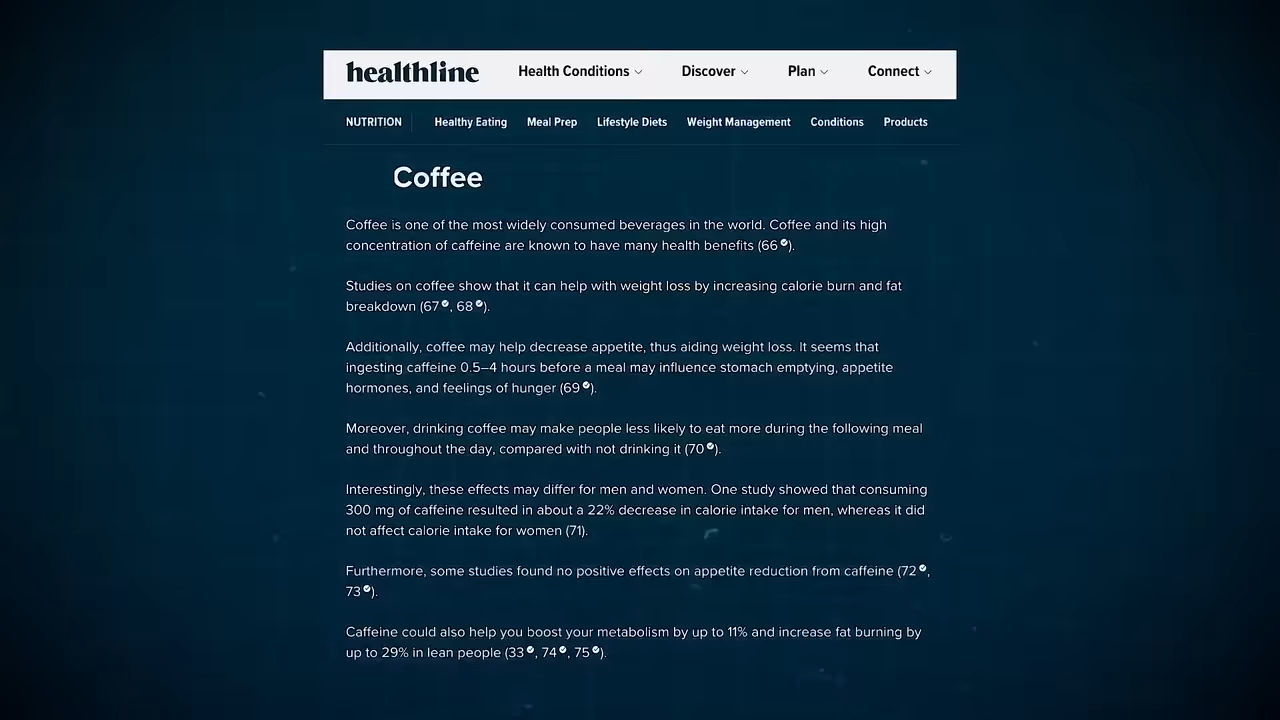 healthline
Health Conditions
Discover
Plan
Connect
NUTRITION
Healthy Eating
Meal Prep
Lifestyle Diets
Weight Management
Conditions
Products
Coffee
Coffee is one of the most widely consumed beverages in the world. Coffee and its high
concentration of caffeine are known to have many health benefits (66).
Studies on coffee show that it can help with weight loss by increasing calorie burn and fat
breakdown (67, 68).
Additionally, coffee may help decrease appetite, thus aiding weight loss. It seems that
ingesting caffeine 0.5–4 hours before a meal may influence stomach emptying, appetite
hormones, and feelings of hunger (69).
Moreover, drinking coffee may make people less likely to eat more during the following meal
and throughout the day, compared with not drinking it (70).
Interestingly, these effects may differ for men and women. One study showed that consuming
300 mg of caffeine resulted in about a 22% decrease in calorie intake for men, whereas it did
not affect calorie intake for women (71).
Furthermore, some studies found no positive effects on appetite reduction from caffeine (72,
73).
Caffeine could also help you boost your metabolism by up to 11% and increase fat burning by
up to 29% in lean people (33, 74, 75).